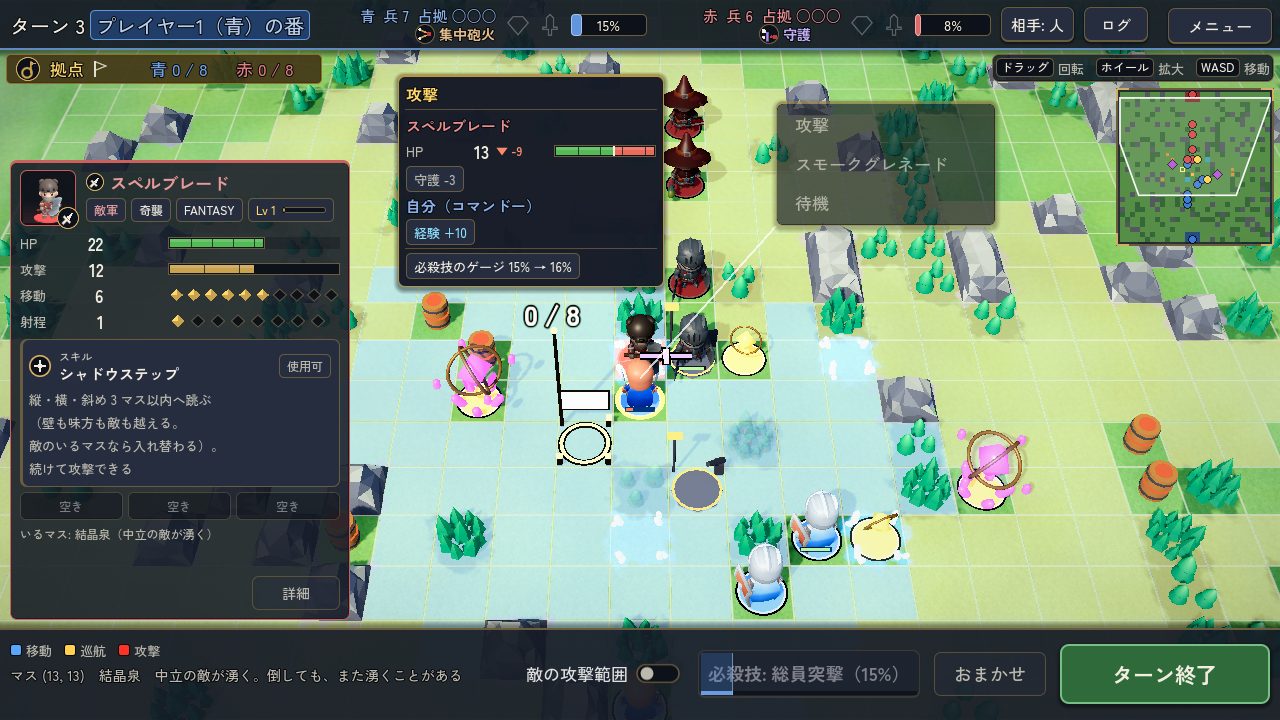 ターン 3
プレイヤー1（青）の番
青 兵 7 占拠 〇〇〇
集中砲火
15%
赤 兵 6 占拠 〇〇〇
守護
8%
相手: 人
ログ
メニュー
拠点
青 0 / 8
赤 0 / 8
ドラッグ 回転
ホイール 拡大
WASD 移動
攻撃
スペルブレード
HP 13 ▼ -9
守護 -3
自分（コマンドー）
経験 +10
必殺技のゲージ 15% → 16%
攻撃
スモークグレネード
待機
スペルブレード
敵軍
奇襲
FANTASY
Lv 1
HP 22
攻撃 12
移動 6
射程 1
スキル
シャドウステップ
使用可
縦・横・斜め 3 マス以内へ跳ぶ
（壁も味方も敵も越える。
敵のいるマスなら入れ替わる）。
続けて攻撃できる
空き
空き
空き
いるマス: 結晶泉（中立の敵が湧く）
詳細
0 / 8
移動
巡航
攻撃
マス (13, 13) 結晶泉 中立の敵が湧く。倒しても、また湧くことがある
敵の攻撃範囲
必殺技: 総員突撃（15%）
おまかせ
ターン終了